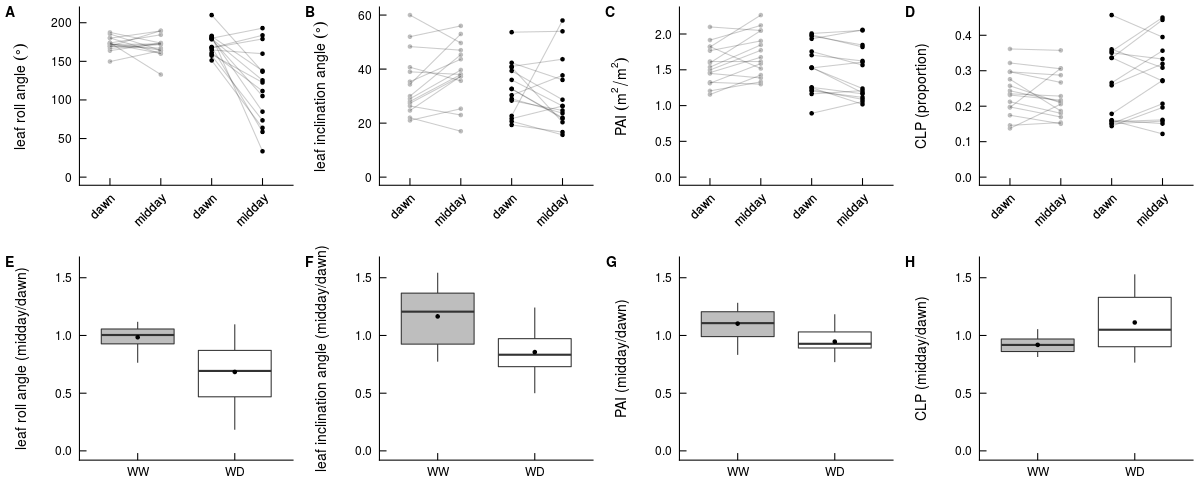 A
leaf roll angle (°)
200
150
100
50
0
dawn
midday
dawn
midday
B
leaf inclination angle (°)
60
40
20
0
dawn
midday
dawn
midday
C
PAI (m²/m²)
2.0
1.5
1.0
0.5
0.0
dawn
midday
dawn
midday
D
CLP (proportion)
0.4
0.3
0.2
0.1
0.0
dawn
midday
dawn
midday
E
leaf roll angle (midday/dawn)
1.5
1.0
0.5
0.0
WW
WD
F
leaf inclination angle (midday/dawn)
1.5
1.0
0.5
0.0
WW
WD
G
PAI (midday/dawn)
1.5
1.0
0.5
0.0
WW
WD
H
CLP (midday/dawn)
1.5
1.0
0.5
0.0
WW
WD